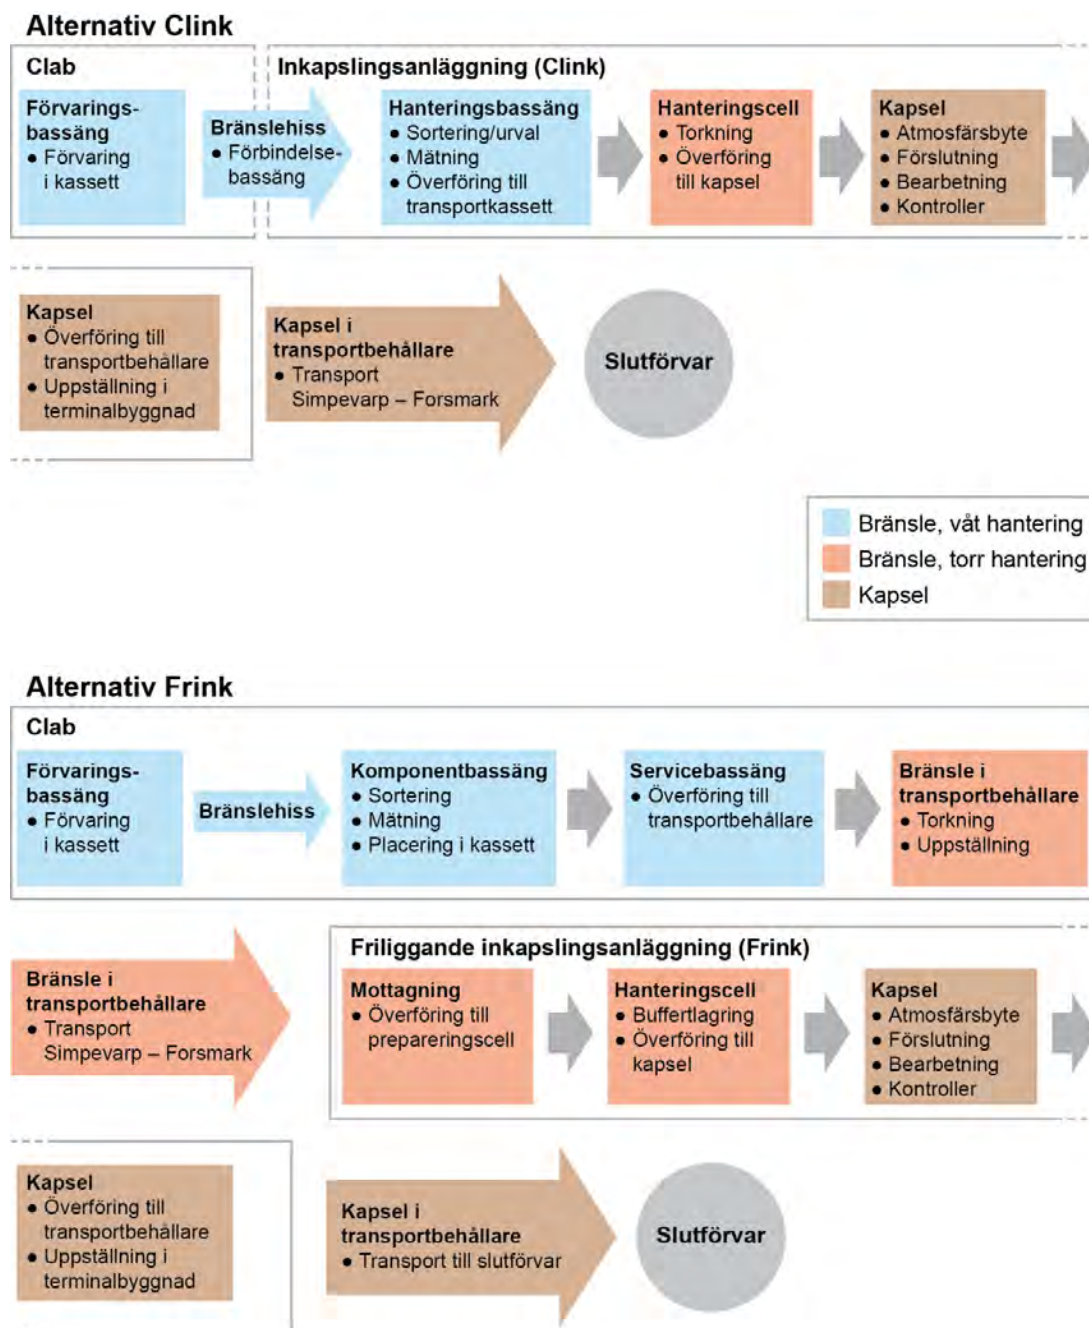 Alternativ Clink
Clab
Inkapslingsanläggning (Clink)
Förvarings-
bassäng
● Förvaring
i kassett
Bränslehiss
● Förbindelse-
bassäng
Hanteringsbassäng
● Sortering/urval
● Mätning
● Överföring till
transportkassett
Hanteringscell
● Torkning
● Överföring
till kapsel
Kapsel
● Atmosfärsbyte
● Förslutning
● Bearbetning
● Kontroller
Kapsel
● Överföring till
transportbehållare
● Uppställning i
terminalbyggnad
Kapsel i
transportbehållare
● Transport
Simpevarp – Forsmark
Slutförvar
Bränsle, våt hantering
Bränsle, torr hantering
Kapsel
Alternativ Frink
Clab
Förvarings-
bassäng
● Förvaring
i kassett
Bränslehiss
Komponentbassäng
● Sortering
● Mätning
● Placering i kassett
Servicebassäng
● Överföring till
transportbehållare
Bränsle i
transportbehållare
● Torkning
● Uppställning
Bränsle i
transportbehållare
● Transport
Simpevarp – Forsmark
Friliggande inkapslingsanläggning (Frink)
Mottagning
● Överföring till
prepareringscell
Hanteringscell
● Buffertlagring
● Överföring till
kapsel
Kapsel
● Atmosfärsbyte
● Förslutning
● Bearbetning
● Kontroller
Kapsel
● Överföring till
transportbehållare
● Uppställning i
terminalbyggnad
Kapsel i
transportbehållare
● Transport till slutförvar
Slutförvar